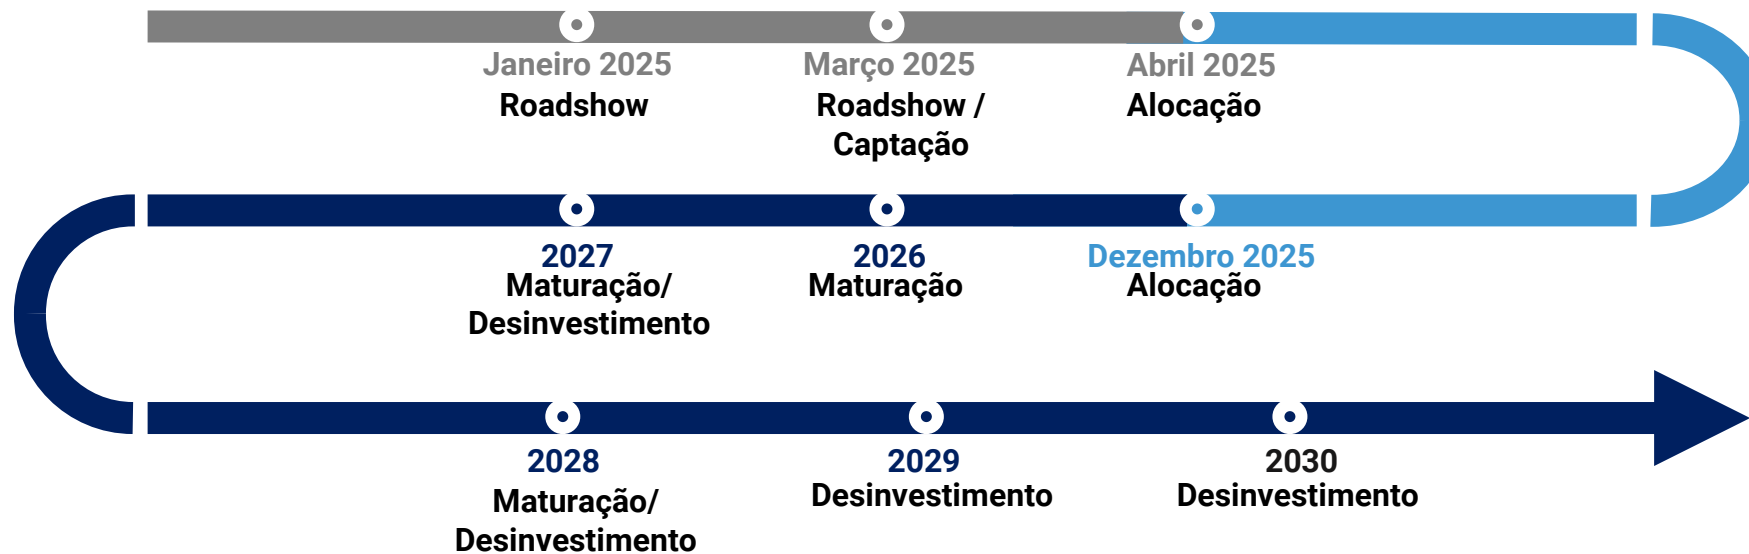 Janeiro 2025
Roadshow
Março 2025
Roadshow /
Captação
Abril 2025
Alocação
2027
Maturação/
Desinvestimento
2026
Maturação
Dezembro 2025
Alocação
2028
Maturação/
Desinvestimento
2029
Desinvestimento
2030
Desinvestimento